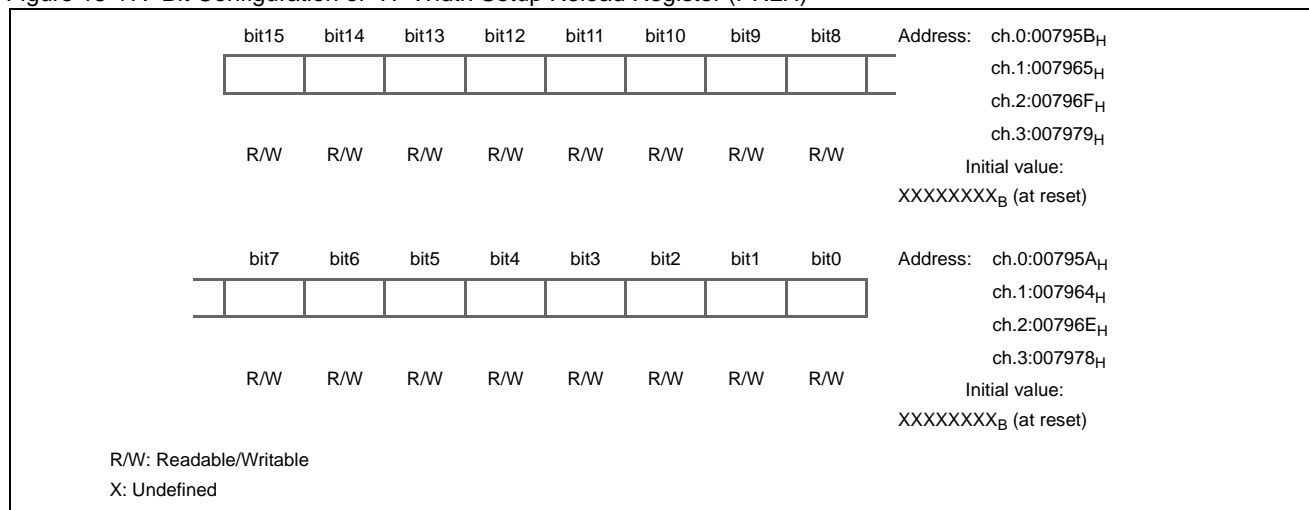 bit15 bit14 bit13 bit12 bit11 bit10 bit9 bit8 Address: ch.0:00795BH
ch.1:007965H
ch.2:00796FH
ch.3:007979H
R/W R/W R/W R/W R/W R/W R/W R/W
Initial value:
XXXXXXXXB (at reset)
bit7 bit6 bit5 bit4 bit3 bit2 bit1 bit0 Address: ch.0:00795AH
ch.1:007964H
ch.2:00796EH
ch.3:007978H
R/W R/W R/W R/W R/W R/W R/W R/W
Initial value:
XXXXXXXXB (at reset)
R/W: Readable/Writable
X: Undefined